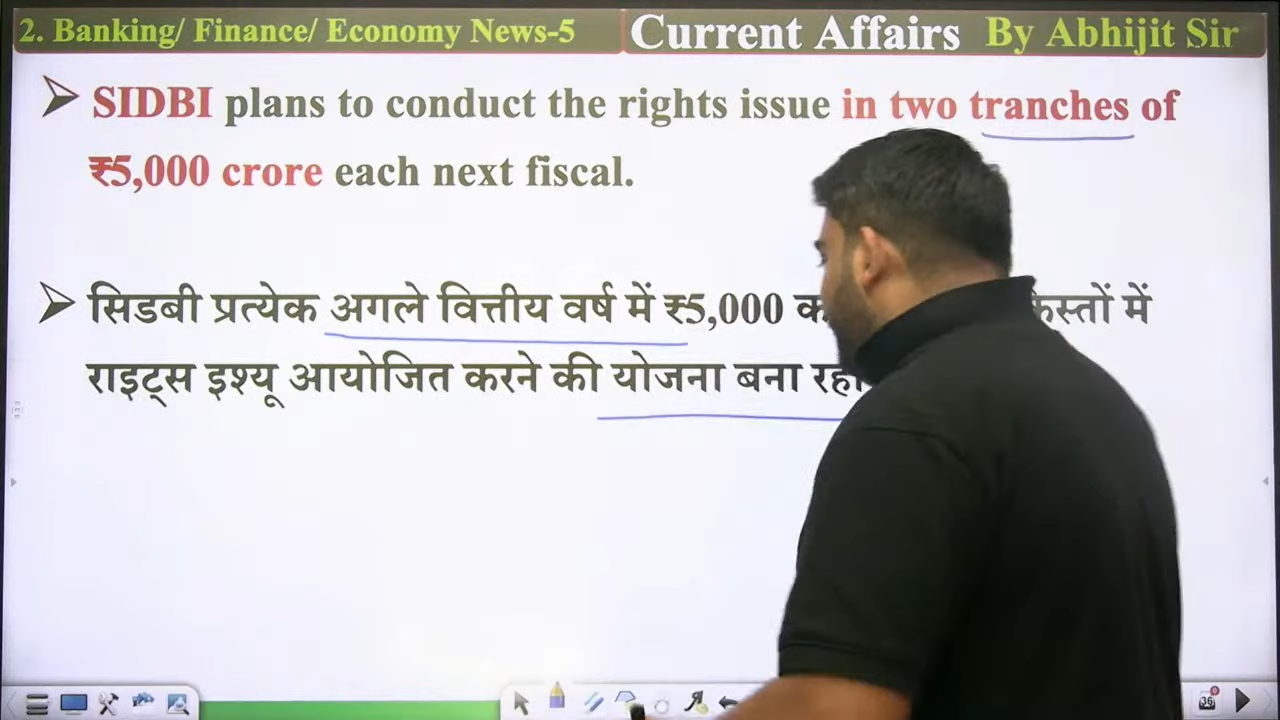 2. Banking/ Finance/ Economy News-5
Current Affairs By Abhijit Sir
SIDBI plans to conduct the rights issue in two tranches of
₹5,000 crore each next fiscal.
सिडबी प्रत्येक अगले वित्तीय वर्ष में ₹5,000 में
राइट्स इश्यू आयोजित करने की योजना बना
36